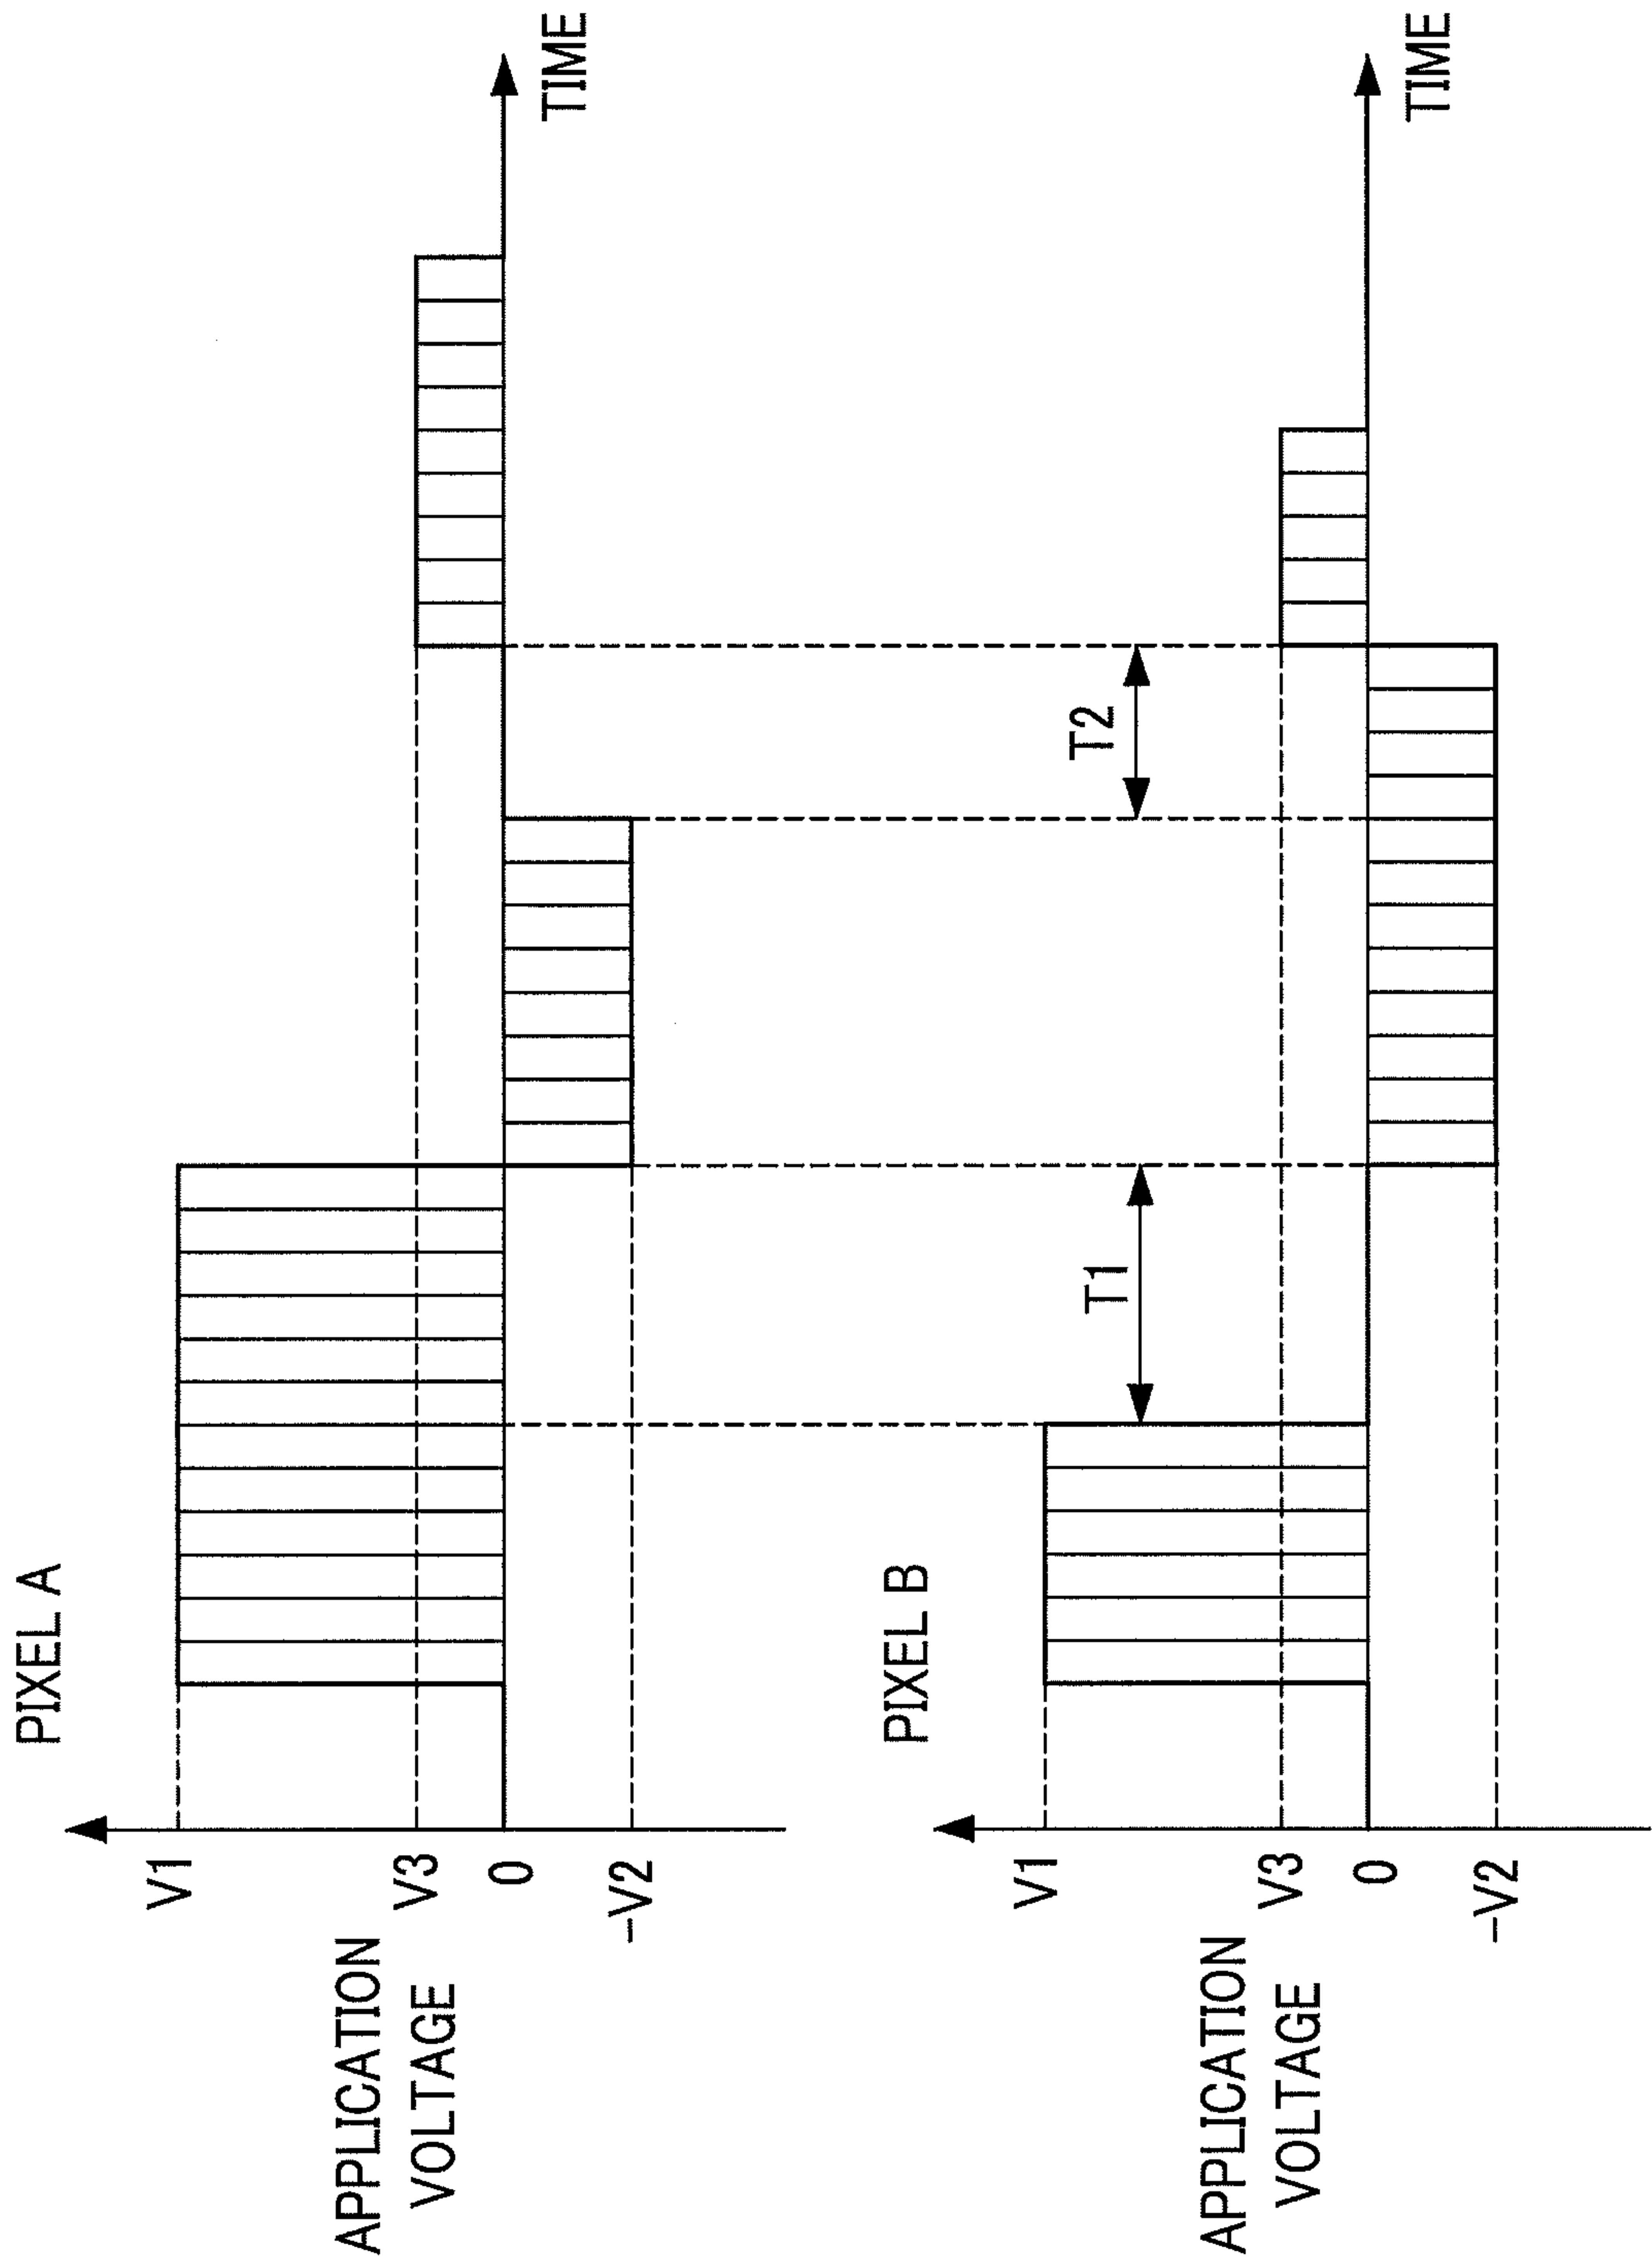 PIXEL A
APPLICATION
VOLTAGE
V1
V3
0
-V2
TIME
T1
T2
PIXEL B
APPLICATION
VOLTAGE
V1
V3
0
-V2
TIME